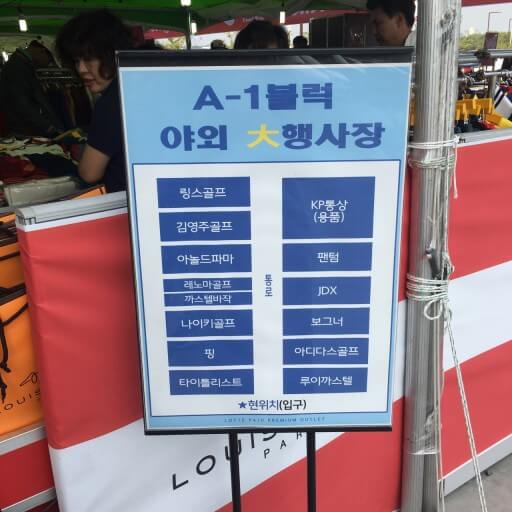 A-1블럭
야외 大행사장
링스골프
김영주골프
아놀드파마
레노마골프
까스텔바작
나이키골프
핑
타이틀리스트
통로
KP통상
(용품)
팬텀
JDX
보그너
아디다스골프
루이까스텔
★현위치(입구)
LOTTE PAJU PREMIUM OUTLET
LOUIS
PAR
LOUIS